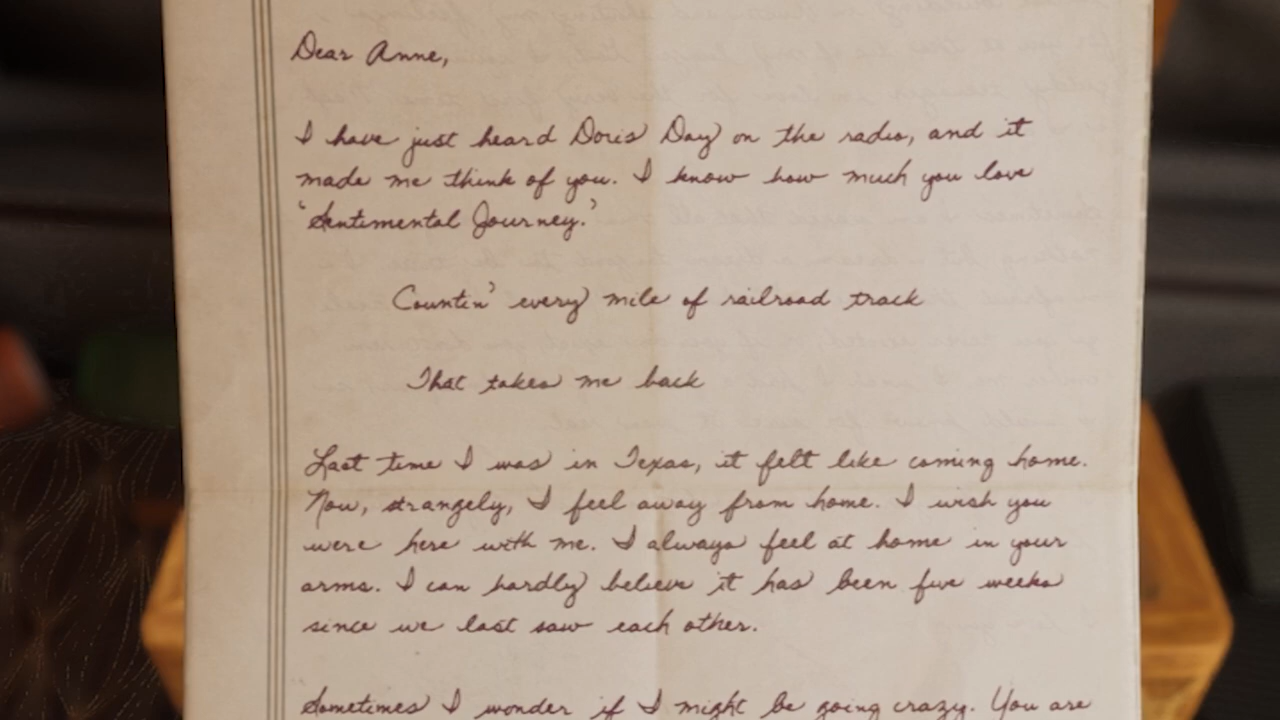 Dear Anne,
I have just heard Doris Day on the radio, and it
made me think of you. I know how much you love
'Sentimental Journey.'
Countin' every mile of railroad track
That takes me back
Last time I was in Texas, it felt like coming home.
Now, strangely, I feel away from home. I wish you
were here with me. I always feel at home in your
arms. I can hardly believe it has been five weeks
since we last saw each other.
Sometimes I wonder if I might be going crazy. You are